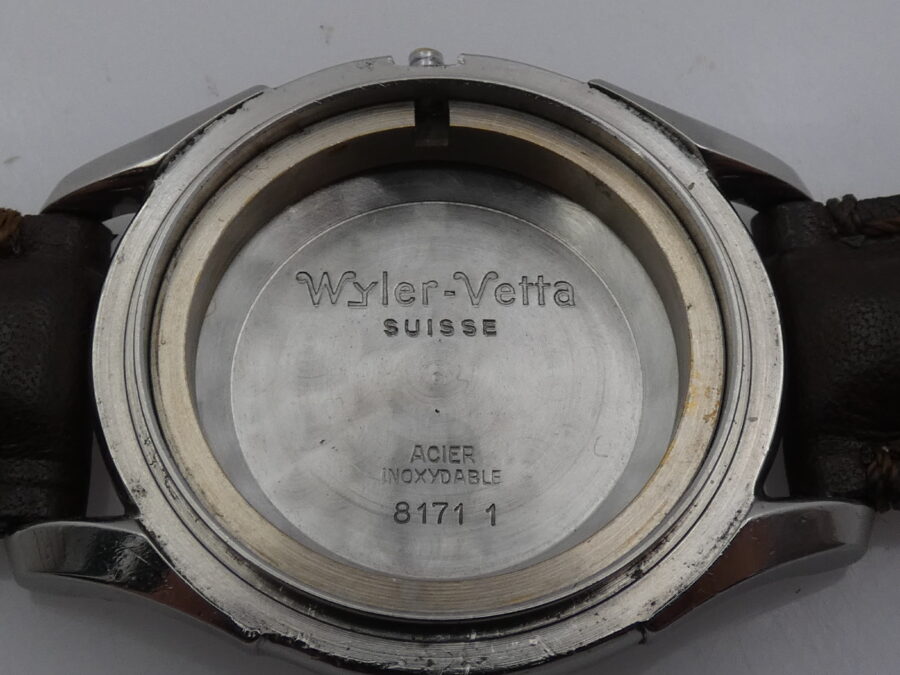 Wyler-Vetta
SUISSE
ACIER
INOXYDABLE
8171 1